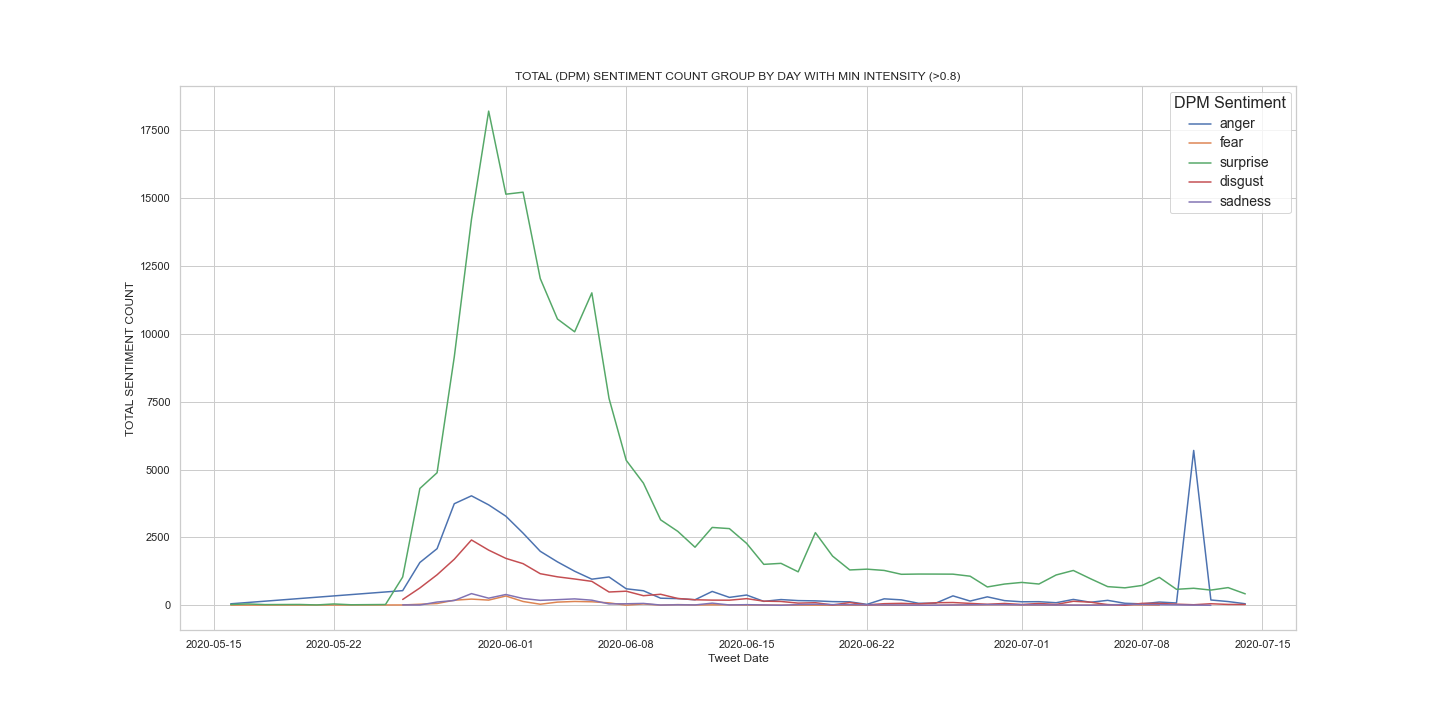 TOTAL (DPM) SENTIMENT COUNT GROUP BY DAY WITH MIN INTENSITY (>0.8)
DPM Sentiment
anger
fear
surprise
disgust
sadness
TOTAL SENTIMENT COUNT
17500
15000
12500
10000
7500
5000
2500
0
2020-05-15 2020-05-22 2020-06-01 2020-06-08 2020-06-15 2020-06-22 2020-07-01 2020-07-08 2020-07-15
Tweet Date